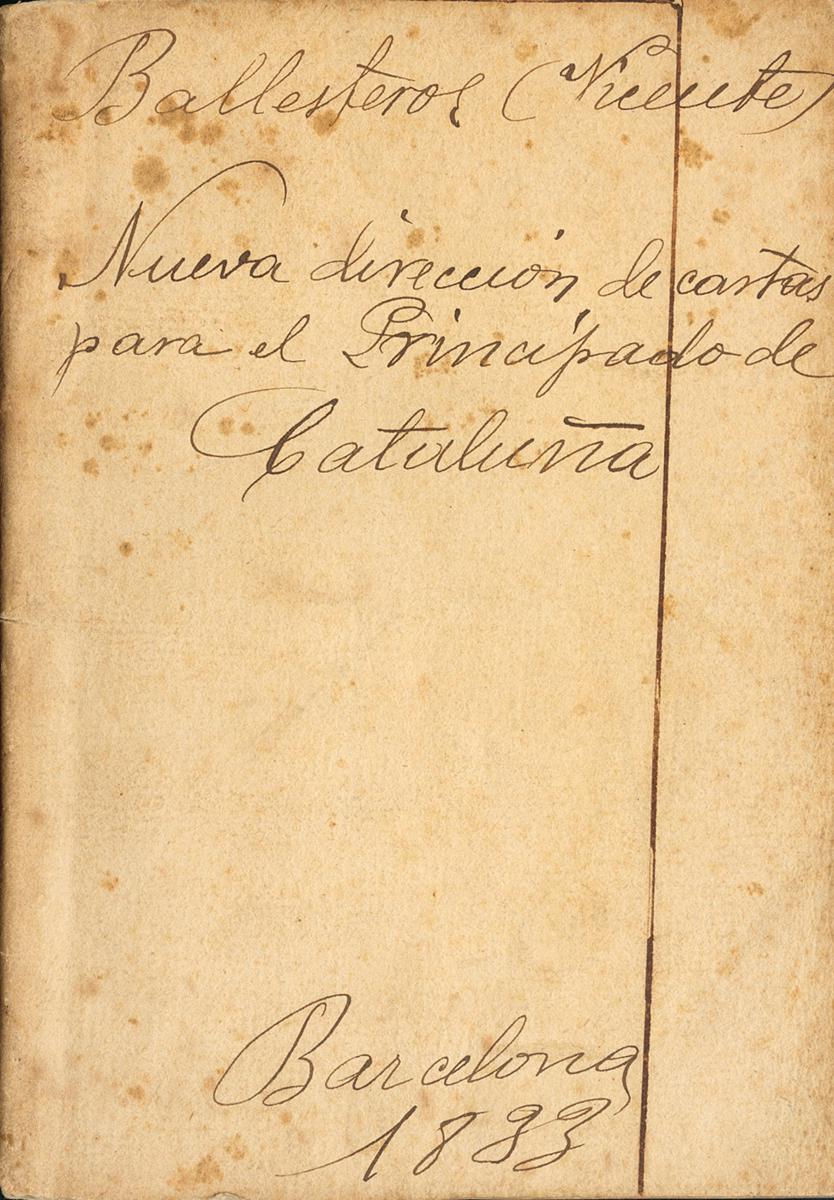 Ballesteros (Vicente)
Nueva dirección de cartas
para el Principado de
Cataluña
Barcelona
1833